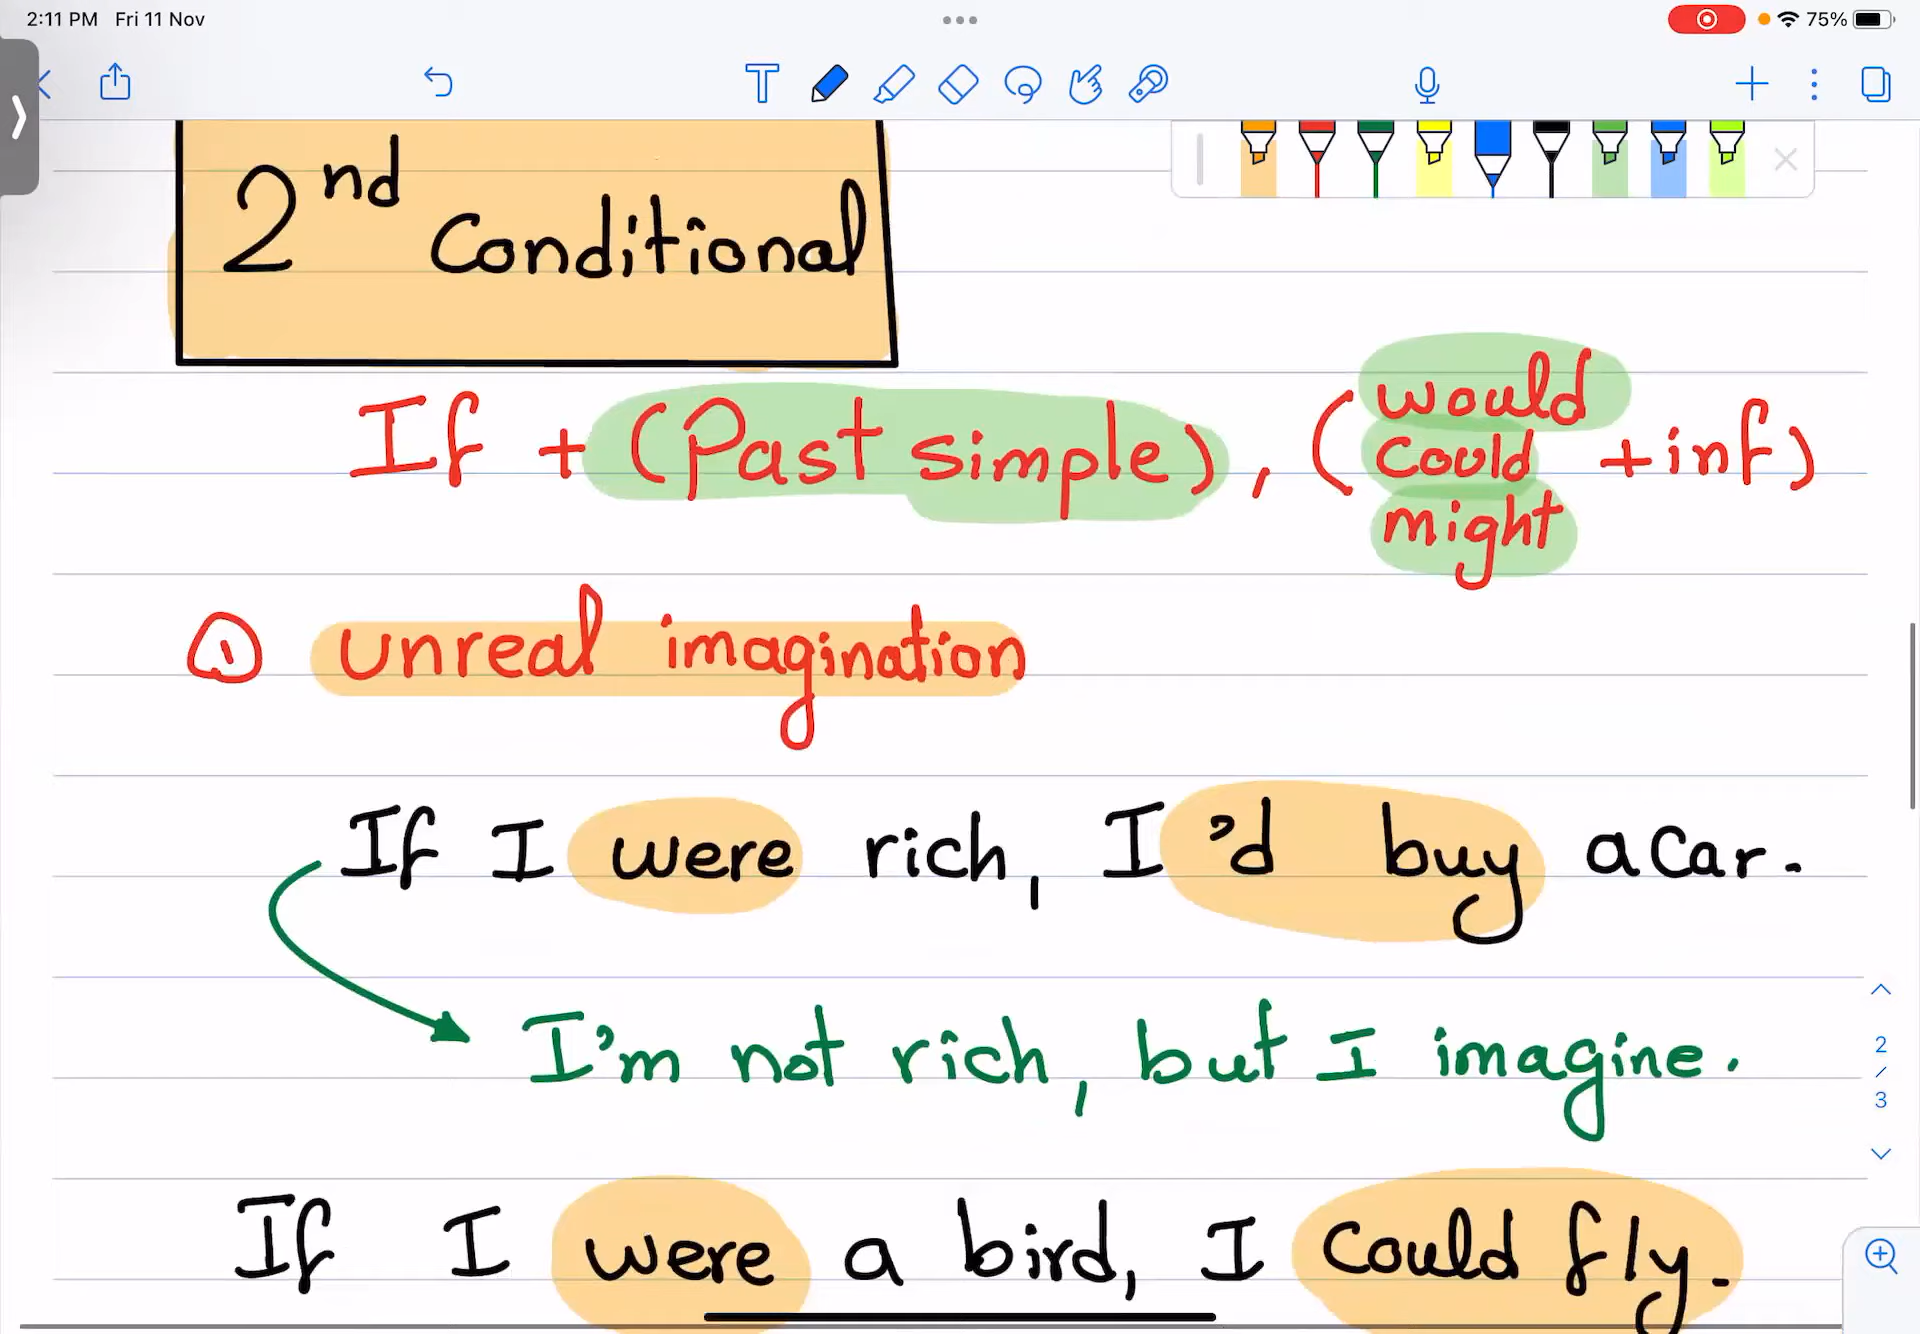 2:11 PM Fri 11 Nov
75%
2nd Conditional
If + (Past simple), (would could might + inf)
1 unreal imagination
If I were rich, I'd buy a car.
I'm not rich, but I imagine.
If I were a bird, I could fly.
2
/
3